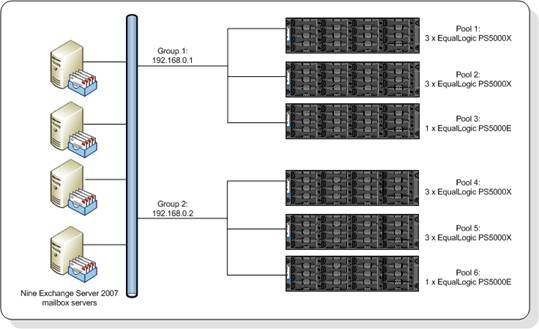 Group 1:
192.168.0.1
Pool 1:
3 x EqualLogic PS5000X
Pool 2:
3 x EqualLogic PS5000X
Pool 3:
1 x EqualLogic PS5000E
Group 2:
192.168.0.2
Pool 4:
3 x EqualLogic PS5000X
Pool 5:
3 x EqualLogic PS5000X
Pool 6:
1 x EqualLogic PS5000E
Nine Exchange Server 2007
mailbox servers